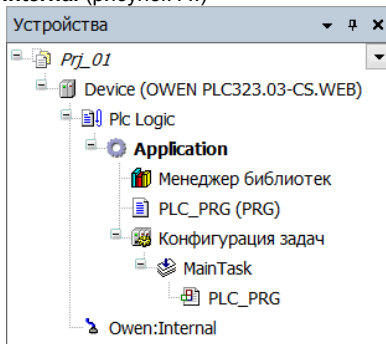 Устройства
Prj_01
Device (OWEN PLC323.03-CS.WEB)
Plc Logic
Application
Менеджер библиотек
PLC_PRG (PRG)
Конфигурация задач
MainTask
PLC_PRG
Owen:Internal